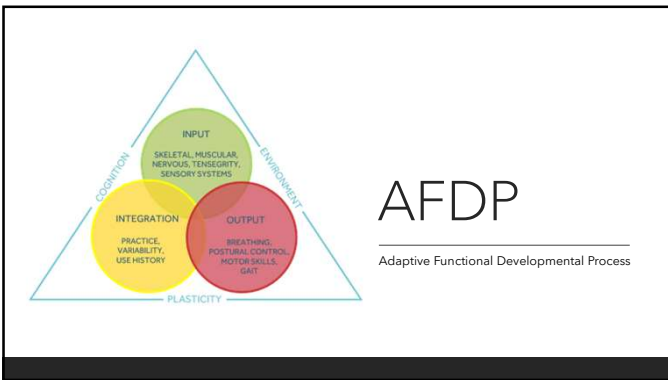 INPUT
SKELETAL, MUSCULAR,
NERVOUS, TENSEGRITY,
SENSORY SYSTEMS
COGNITION
ENVIRONMENT
INTEGRATION
PRACTICE,
VARIABILITY,
USE HISTORY
OUTPUT
BREATHING,
POSTURAL CONTROL,
MOTOR SKILLS,
GAIT
PLASTICITY
AFDP
Adaptive Functional Developmental Process